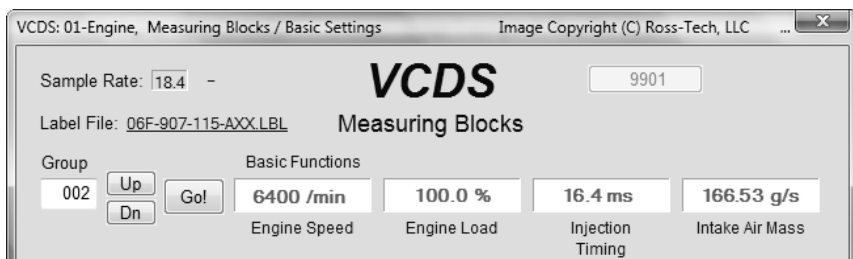 VCDS: 01-Engine, Measuring Blocks / Basic Settings Image Copyright (C) Ross-Tech, LLC ... x
Sample Rate: 18.4 - VCDS 9901
Label File: 06F-907-115-AXX.LBL Measuring Blocks
Group Basic Functions
002 Up Dn Go! 6400 /min 100.0 % 16.4 ms 166.53 g/s
Engine Speed Engine Load Injection Timing Intake Air Mass